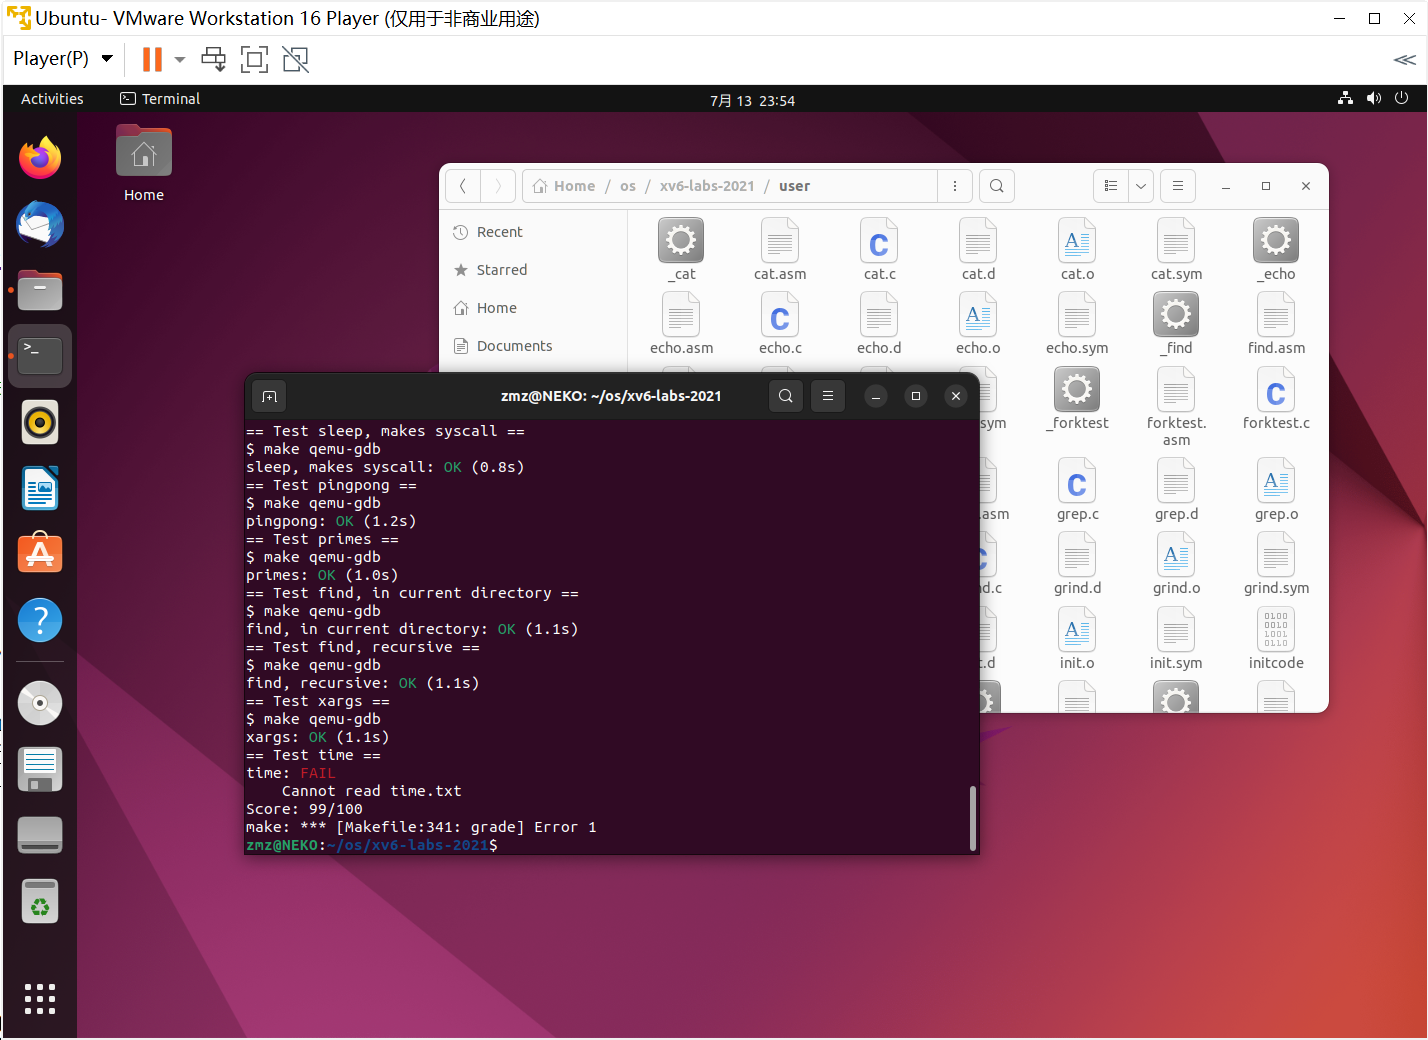 Ubuntu- VMware Workstation 16 Player (仅用于非商业用途)
Player(P)
Activities
Terminal
7月 13 23:54
Home
Home / os / xv6-labs-2021 / user
Recent
Starred
Home
Documents
_cat
cat.asm
cat.c
cat.d
cat.o
cat.sym
_echo
echo.asm
echo.c
echo.d
echo.o
echo.sym
_find
find.asm
sym
_forktest
forktest.
asm
forktest.c
.asm
grep.c
grep.d
grep.o
d.c
grind.d
grind.o
grind.sym
t.d
init.o
init.sym
initcode
zmz@NEKO: ~/os/xv6-labs-2021
== Test sleep, makes syscall ==
$ make qemu-gdb
sleep, makes syscall: OK (0.8s)
== Test pingpong ==
$ make qemu-gdb
pingpong: OK (1.2s)
== Test primes ==
$ make qemu-gdb
primes: OK (1.0s)
== Test find, in current directory ==
$ make qemu-gdb
find, in current directory: OK (1.1s)
== Test find, recursive ==
$ make qemu-gdb
find, recursive: OK (1.1s)
== Test xargs ==
$ make qemu-gdb
xargs: OK (1.1s)
== Test time ==
time: FAIL
Cannot read time.txt
Score: 99/100
make: *** [Makefile:341: grade] Error 1
zmz@NEKO:~/os/xv6-labs-2021$